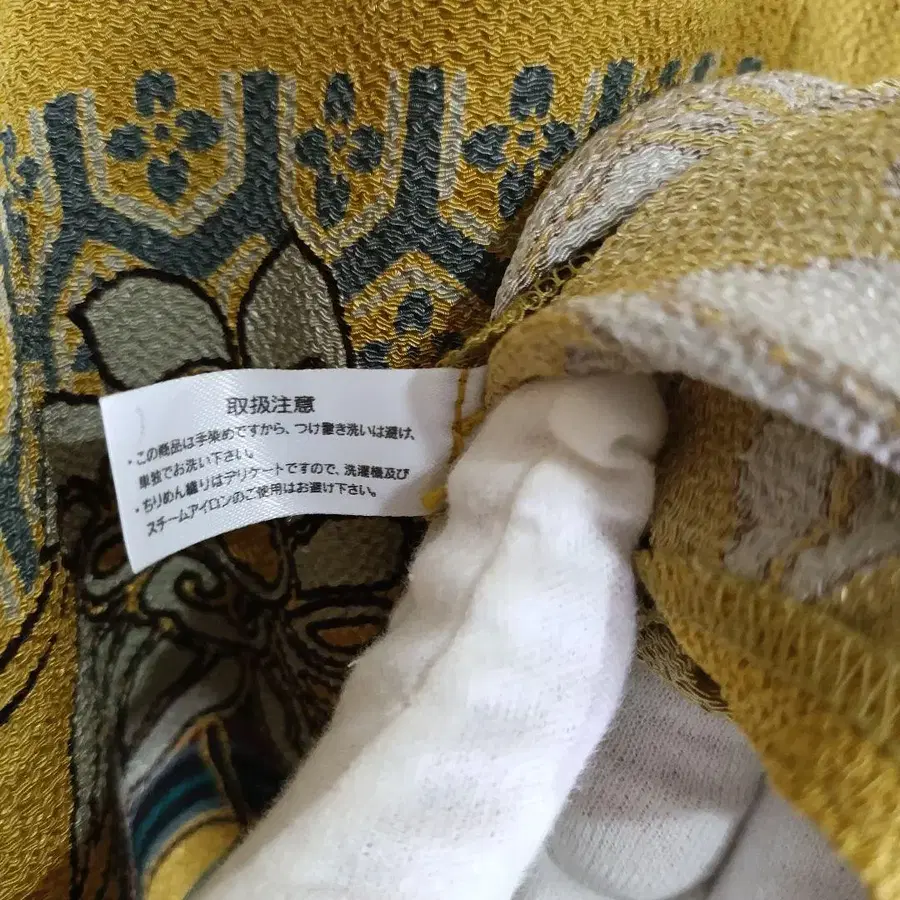 取扱注意
・この商品は手染めですから、つけ置き洗いは避け、
単独でお洗い下さい。
・ちりめん織りはデリケートですので、洗濯機及び
スチームアイロンのご使用はお避け下さい。